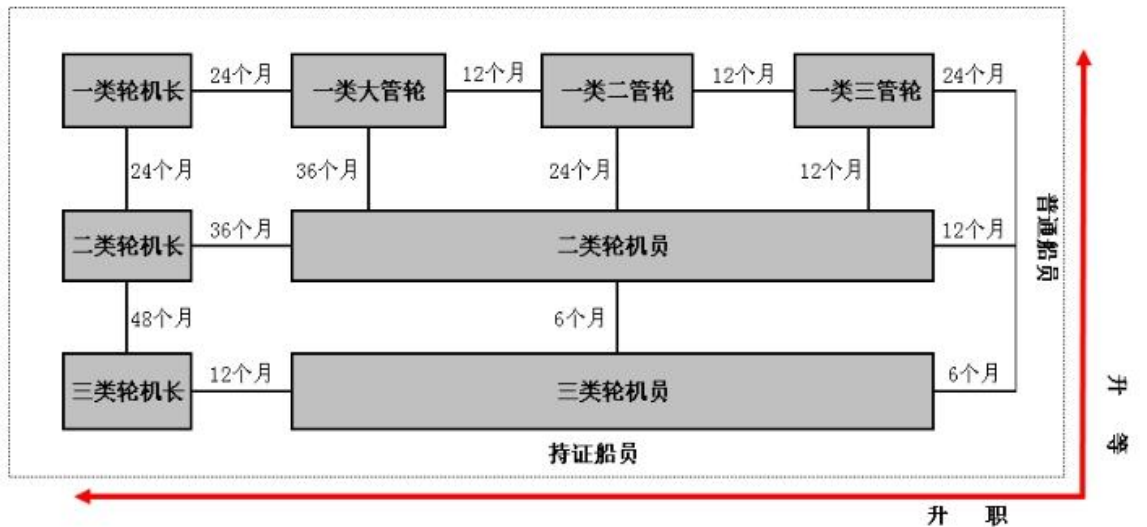 一类轮机长
24个月
一类大管轮
12个月
一类二管轮
12个月
一类三管轮
24个月
24个月
36个月
24个月
12个月
普通船员
二类轮机长
36个月
二类轮机员
12个月
48个月
6个月
三类轮机长
12个月
三类轮机员
6个月
升等
持证船员
升 职